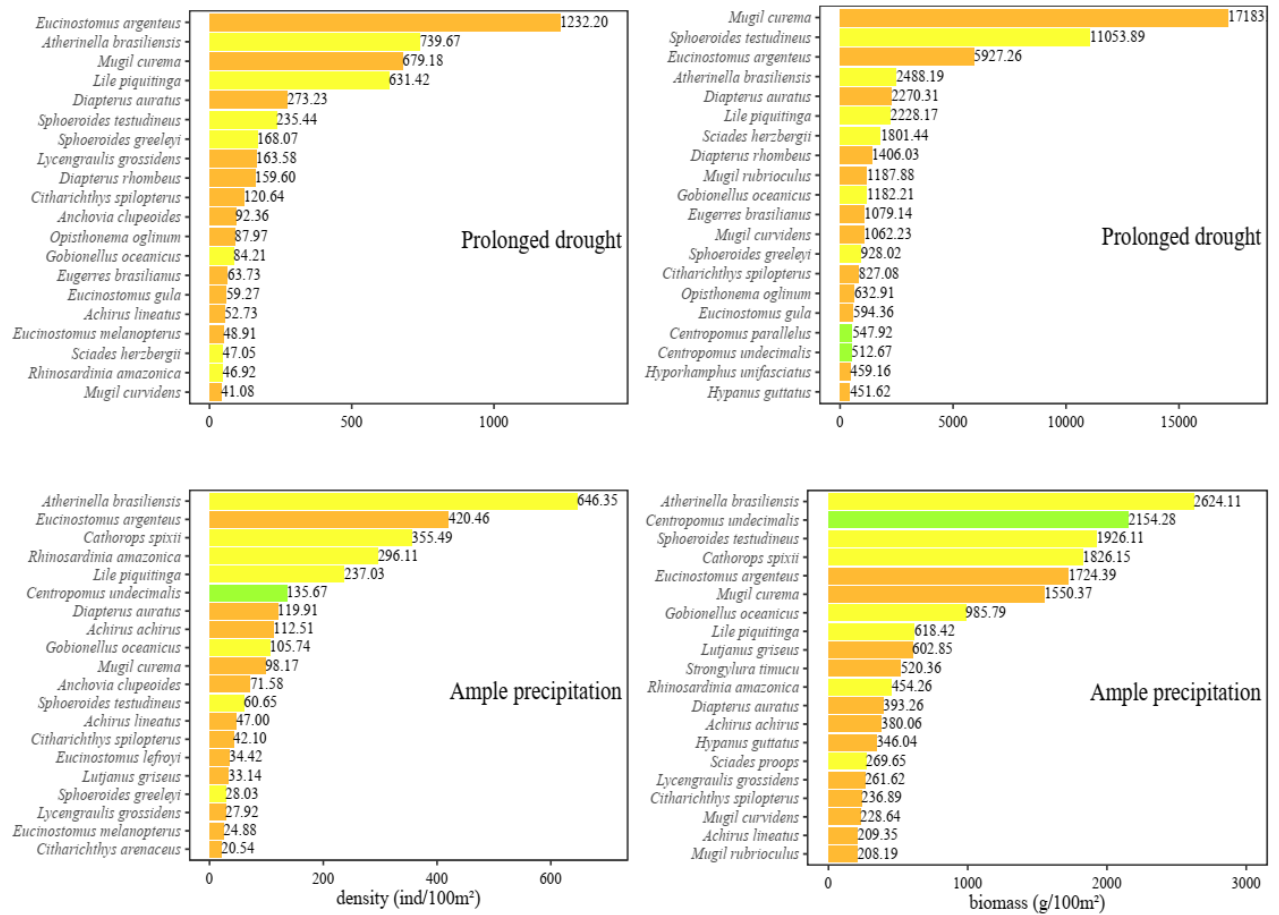 Eucinostomus argenteus 1232.20
Atherinella brasiliensis 739.67
Mugil curema 679.18
Lile piquitinga 631.42
Diapterus auratus 273.23
Sphoeroides testudineus 235.44
Sphoeroides greeleyi 168.07
Lycengraulis grossidens 163.58
Diapterus rhombeus 159.60
Citharichthys spilopterus 120.64
Anchovia clupeoides 92.36
Opisthonema oglinum 87.97
Gobionellus oceanicus 84.21
Eugerres brasilianus 63.73
Eucinostomus gula 59.27
Achirus lineatus 52.73
Eucinostomus melanopterus 48.91
Sciades herzbergii 47.05
Rhinosardinia amazonica 46.92
Mugil curvidens 41.08
Prolonged drought
0 500 1000
Mugil curema 17183
Sphoeroides testudineus 11053.89
Eucinostomus argenteus 5927.26
Atherinella brasiliensis 2488.19
Diapterus auratus 2270.31
Lile piquitinga 2228.17
Sciades herzbergii 1801.44
Diapterus rhombeus 1406.03
Mugil rubrioculus 1187.88
Gobionellus oceanicus 1182.21
Eugerres brasilianus 1079.14
Mugil curvidens 1062.23
Sphoeroides greeleyi 928.02
Citharichthys spilopterus 827.08
Opisthonema oglinum 632.91
Eucinostomus gula 594.36
Centropomus parallelus 547.92
Centropomus undecimalis 512.67
Hyporhamphus unifasciatus 459.16
Hypanus guttatus 451.62
Prolonged drought
0 5000 10000 15000
Atherinella brasiliensis 646.35
Eucinostomus argenteus 420.46
Cathorops spixii 355.49
Rhinosardinia amazonica 296.11
Lile piquitinga 237.03
Centropomus undecimalis 135.67
Diapterus auratus 119.91
Achirus achirus 112.51
Gobionellus oceanicus 105.74
Mugil curema 98.17
Anchovia clupeoides 71.58
Sphoeroides testudineus 60.65
Achirus lineatus 47.00
Citharichthys spilopterus 42.10
Eucinostomus lefroyi 34.42
Lutjanus griseus 33.14
Sphoeroides greeleyi 28.03
Lycengraulis grossidens 27.92
Eucinostomus melanopterus 24.88
Citharichthys arenaceus 20.54
Ample precipitation
0 200 400 600
density (ind/100m²)
Atherinella brasiliensis 2624.11
Centropomus undecimalis 2154.28
Sphoeroides testudineus 1926.11
Cathorops spixii 1826.15
Eucinostomus argenteus 1724.39
Mugil curema 1550.37
Gobionellus oceanicus 985.79
Lile piquitinga 618.42
Lutjanus griseus 602.85
Strongylura timucu 520.36
Rhinosardinia amazonica 454.26
Diapterus auratus 393.26
Achirus achirus 380.06
Hypanus guttatus 346.04
Sciades proops 269.65
Lycengraulis grossidens 261.62
Citharichthys spilopterus 236.89
Mugil curvidens 228.64
Achirus lineatus 209.35
Mugil rubrioculus 208.19
Ample precipitation
0 1000 2000 3000
biomass (g/100m²)